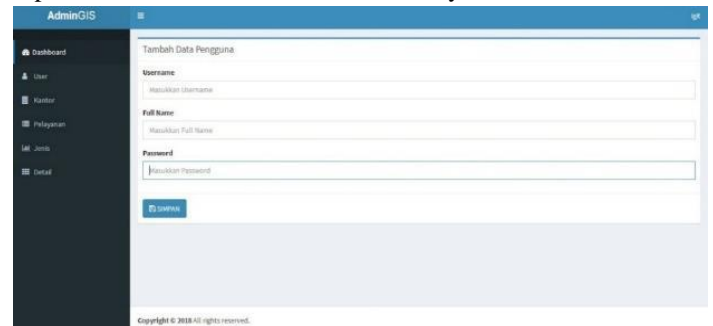 AdminGIS
Dashboard
User
Kantor
Pelayanan
Jenis
Detail
Tambah Data Pengguna
Username
Masukkan Username
Full Name
Masukkan Full Name
Password
Masukkan Password
SIMPAN
Copyright © 2018 All rights reserved.